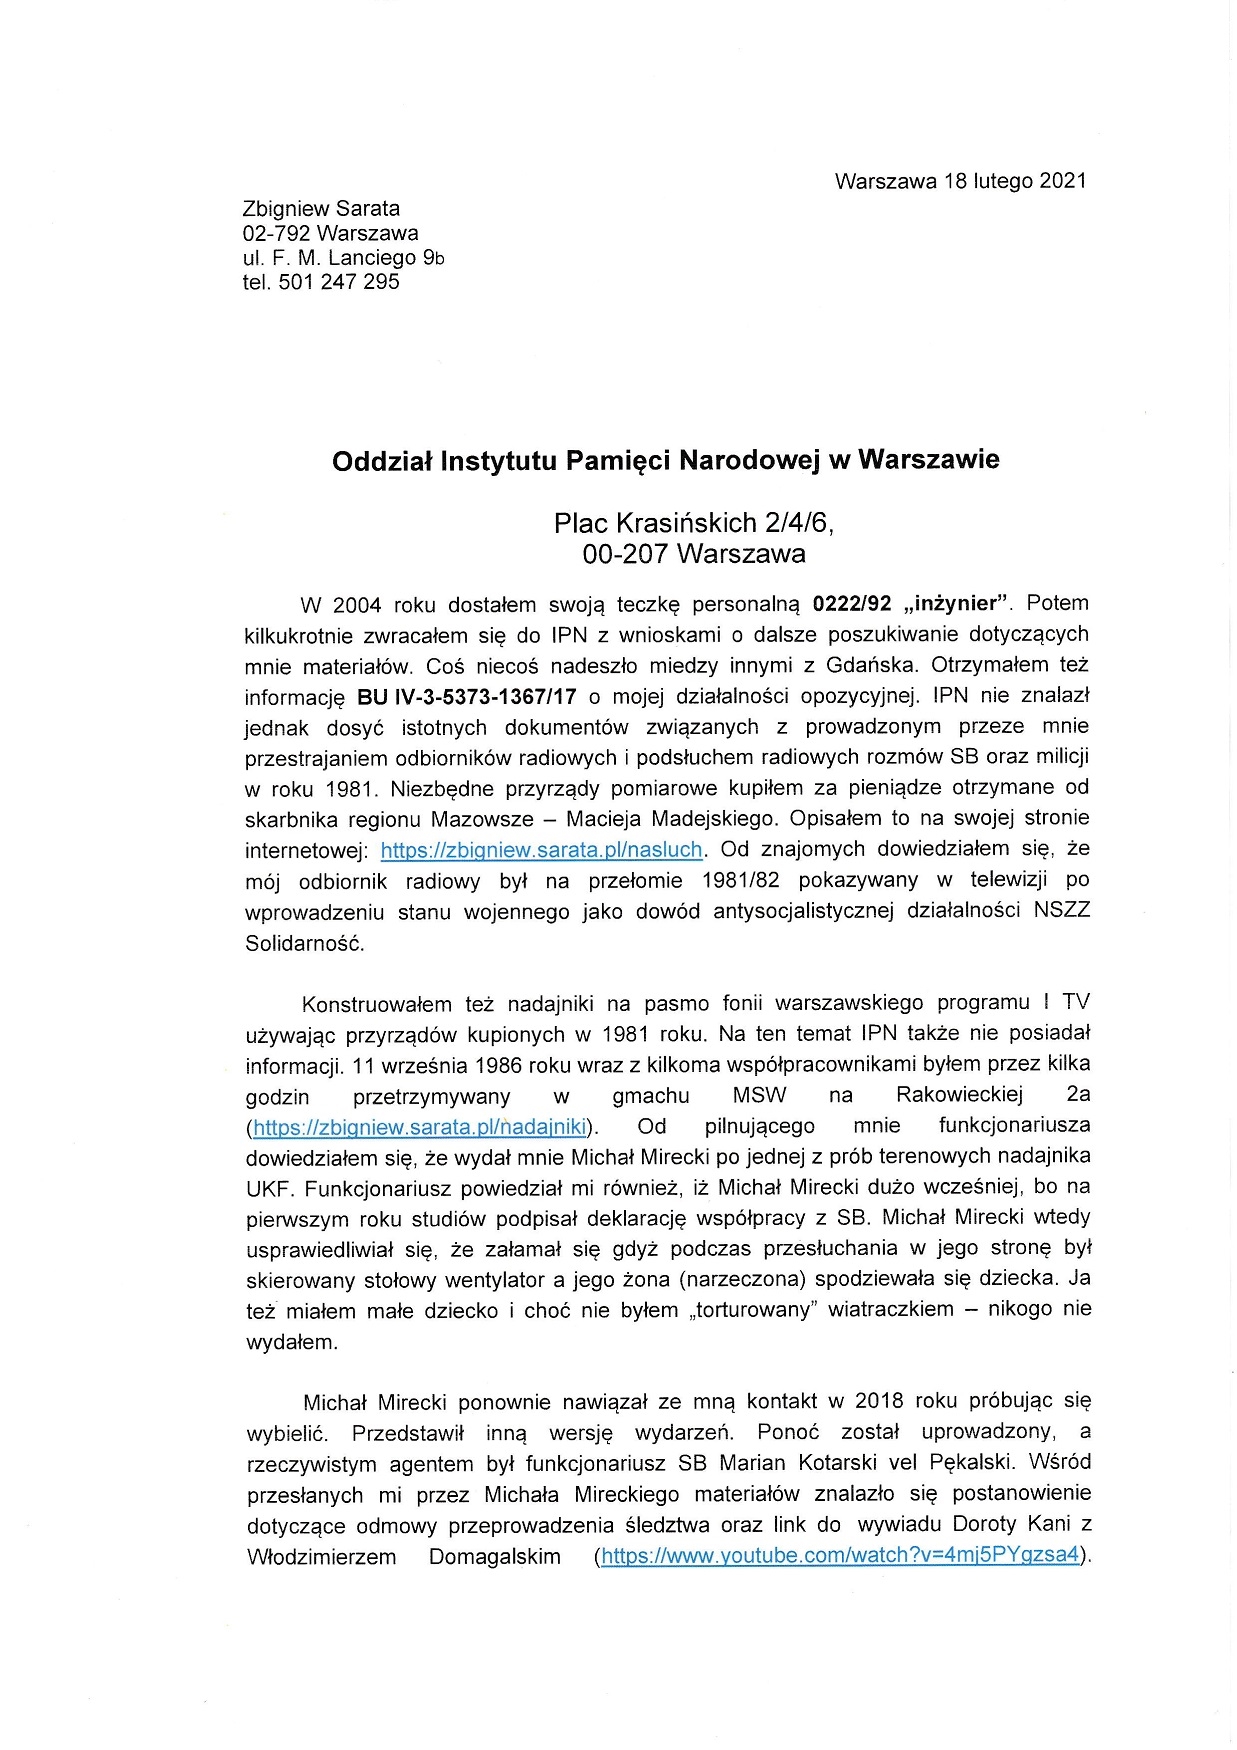 Warszawa 18 lutego 2021
Zbigniew Sarata
02-792 Warszawa
ul. F. M. Lanciego 9b
tel. 501 247 295
Oddział Instytutu Pamięci Narodowej w Warszawie
Plac Krasińskich 2/4/6,
00-207 Warszawa
W 2004 roku dostałem swoją teczkę personalną 0222/92 „inżynier”. Potem
kilkukrotnie zwracałem się do IPN z wnioskami o dalsze poszukiwanie dotyczących
mnie materiałów. Coś niecoś nadeszło miedzy innymi z Gdańska. Otrzymałem też
informację BU IV-3-5373-1367/17 o mojej działalności opozycyjnej. IPN nie znalazł
jednak dosyć istotnych dokumentów związanych z prowadzonym przeze mnie
przestrajaniem odbiorników radiowych i podsłuchem radiowych rozmów SB oraz milicji
w roku 1981. Niezbędne przyrządy pomiarowe kupiłem za pieniądze otrzymane od
skarbnika regionu Mazowsze – Macieja Madejskiego. Opisałem to na swojej stronie
internetowej: https://zbigniew.sarata.pl/nasluch. Od znajomych dowiedziałem się, że
mój odbiornik radiowy był na przełomie 1981/82 pokazywany w telewizji po
wprowadzeniu stanu wojennego jako dowód antysocjalistycznej działalności NSZZ
Solidarność.
Konstruowałem też nadajniki na pasmo fonii warszawskiego programu I TV
używając przyrządów kupionych w 1981 roku. Na ten temat IPN także nie posiadał
informacji. 11 września 1986 roku wraz z kilkoma współpracownikami byłem przez kilka
godzin przetrzymywany w gmachu MSW na Rakowieckiej 2a
(https://zbigniew.sarata.pl/nadajniki). Od pilnującego mnie funkcjonariusza
dowiedziałem się, że wydał mnie Michał Mirecki po jednej z prób terenowych nadajnika
UKF. Funkcjonariusz powiedział mi również, iż Michał Mirecki dużo wcześniej, bo na
pierwszym roku studiów podpisał deklarację współpracy z SB. Michał Mirecki wtedy
usprawiedliwiał się, że załamał się gdyż podczas przesłuchania w jego stronę był
skierowany stołowy wentylator a jego żona (narzeczona) spodziewała się dziecka. Ja
też miałem małe dziecko i choć nie byłem „torturowany” wiatraczkiem – nikogo nie
wydałem.
Michał Mirecki ponownie nawiązał ze mną kontakt w 2018 roku próbując się
wybielić. Przedstawił inną wersję wydarzeń. Ponoć został uprowadzony, a
rzeczywistym agentem był funkcjonariusz SB Marian Kotarski vel Pękalski. Wśród
przesłanych mi przez Michała Mireckiego materiałów znalazło się postanowienie
dotyczące odmowy przeprowadzenia śledztwa oraz link do wywiadu Doroty Kani z
Włodzimierzem Domagalskim (https://www.youtube.com/watch?v=4mj5PYgzsa4).